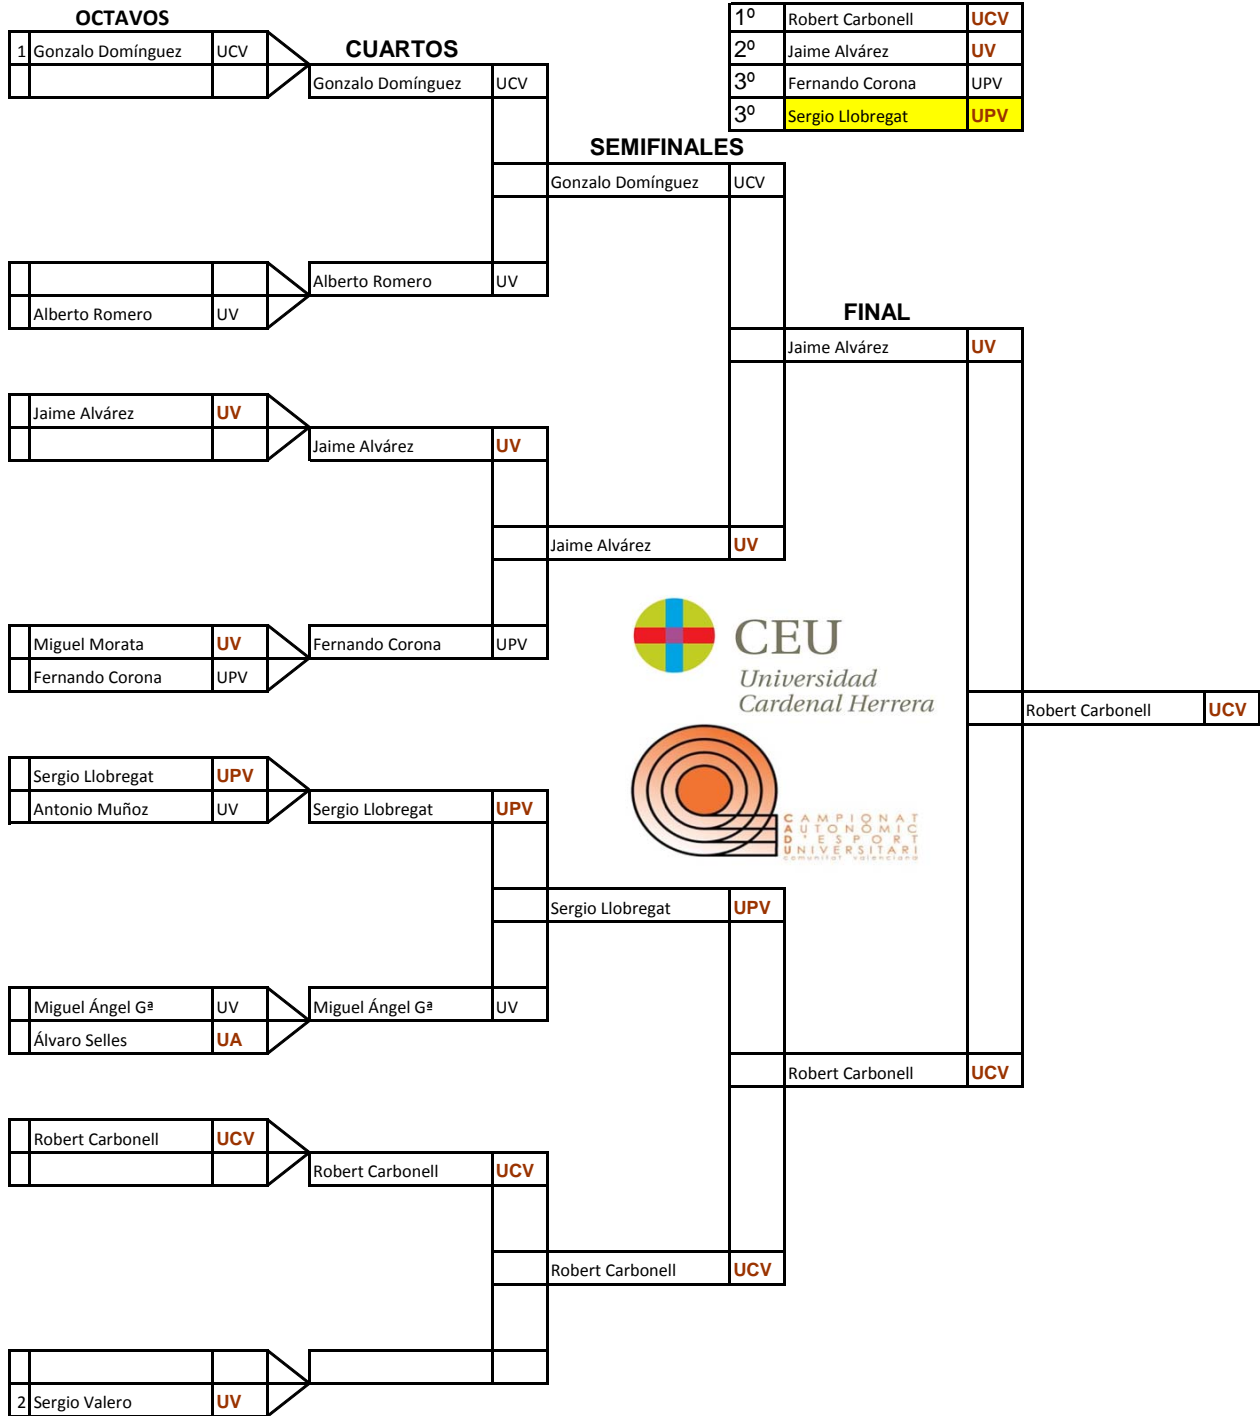 OCTAVOS
1º Robert Carbonell UCV
1 Gonzalo Domínguez UCV
CUARTOS
2º Jaime Alvárez UV
Gonzalo Domínguez UCV
3º Fernando Corona UPV
3º Sergio Llobregat UPV
SEMIFINALES
Gonzalo Domínguez UCV
Alberto Romero UV
Alberto Romero UV
FINAL
Jaime Alvárez UV
Jaime Alvárez UV
Jaime Alvárez UV
Jaime Alvárez UV
Miguel Morata UV
Fernando Corona UPV
Fernando Corona UPV
CEU
Universidad
Cardenal Herrera
Robert Carbonell UCV
Sergio Llobregat UPV
Antonio Muñoz UV
Sergio Llobregat UPV
CAMPIONAT
AUTONÒMIC
D'ESPORT
UNIVERSITARI
comunitat valenciana
Sergio Llobregat UPV
Miguel Ángel Gª UV
Miguel Ángel Gª UV
Álvaro Selles UA
Robert Carbonell UCV
Robert Carbonell UCV
Robert Carbonell UCV
Robert Carbonell UCV
2 Sergio Valero UV